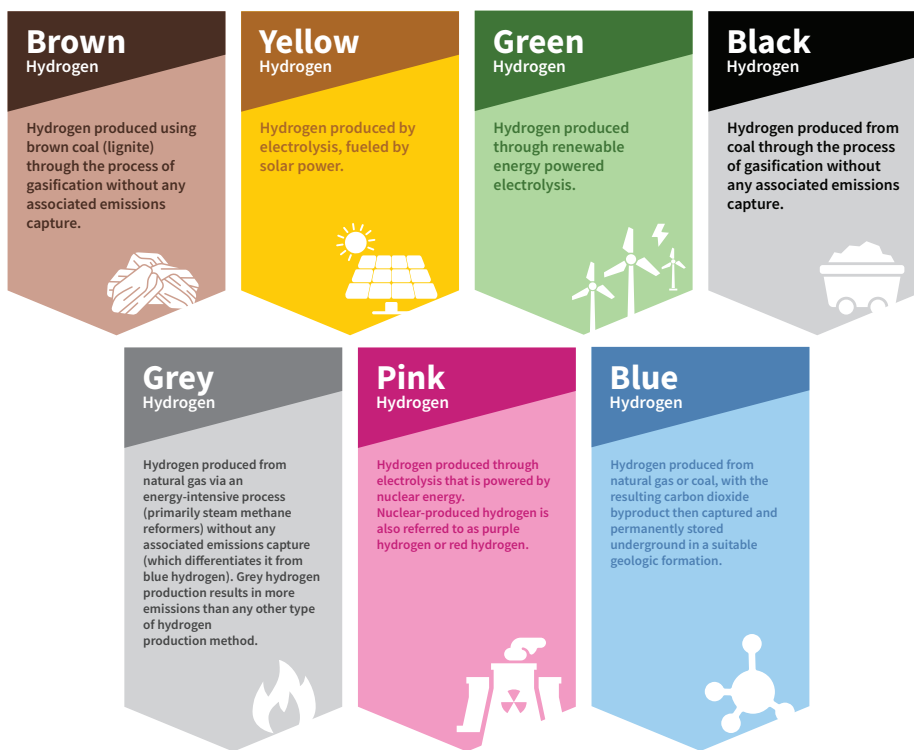 Brown
Hydrogen
Hydrogen produced using
brown coal (lignite)
through the process of
gasification without any
associated emissions
capture.
Yellow
Hydrogen
Hydrogen produced by
electrolysis, fueled by
solar power.
Green
Hydrogen
Hydrogen produced
through renewable
energy powered
electrolysis.
Black
Hydrogen
Hydrogen produced from
coal through the process
of gasification without
any associated emissions
capture.
Grey
Hydrogen
Hydrogen produced from
natural gas via an
energy-intensive process
(primarily steam methane
reformers) without any
associated emissions capture
(which differentiates it from
blue hydrogen). Grey hydrogen
production results in more
emissions than any other type
of hydrogen
production method.
Pink
Hydrogen
Hydrogen produced through
electrolysis that is powered by
nuclear energy.
Nuclear-produced hydrogen is
also referred to as purple
hydrogen or red hydrogen.
Blue
Hydrogen
Hydrogen produced from
natural gas or coal, with the
resulting carbon dioxide
byproduct then captured and
permanently stored
underground in a suitable
geologic formation.